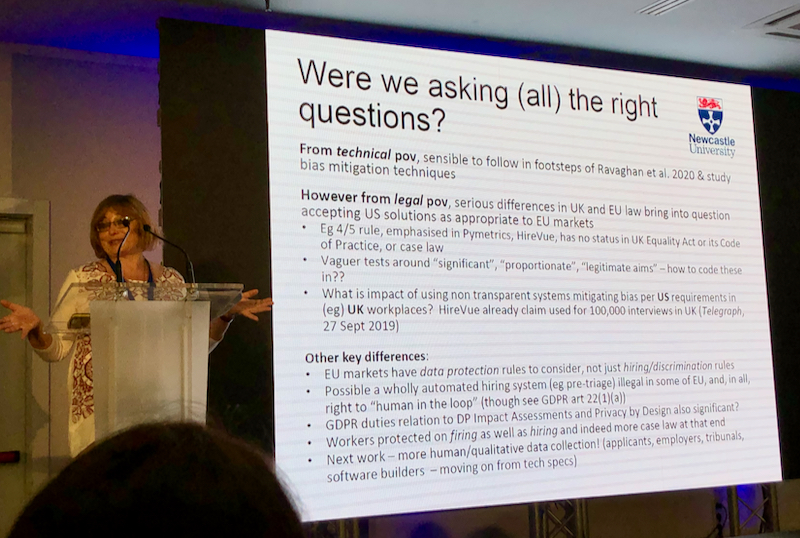 Were we asking (all) the right
questions?
Newcastle
University
From technical pov, sensible to follow in footsteps of Ravaghan et al. 2020 & study
bias mitigation techniques
However from legal pov, serious differences in UK and EU law bring into question
accepting US solutions as appropriate to EU markets
• Eg 4/5 rule, emphasised in Pymetrics, HireVue, has no status in UK Equality Act or its Code
of Practice, or case law
• Vaguer tests around “significant”, “proportionate”, “legitimate aims” – how to code these
in??
• What is impact of using non transparent systems mitigating bias per US requirements in
(eg) UK workplaces? HireVue already claim used for 100,000 interviews in UK (Telegraph,
27 Sept 2019)
Other key differences:
• EU markets have data protection rules to consider, not just hiring/discrimination rules
• Possible a wholly automated hiring system (eg pre-triage) illegal in some of EU, and, in all,
right to “human in the loop” (though see GDPR art 22(1)(a))
• GDPR duties relation to DP Impact Assessments and Privacy by Design also significant?
• Workers protected on firing as well as hiring and indeed more case law at that end
• Next work – more human/qualitative data collection! (applicants, employers, tribunals,
software builders – moving on from tech specs)